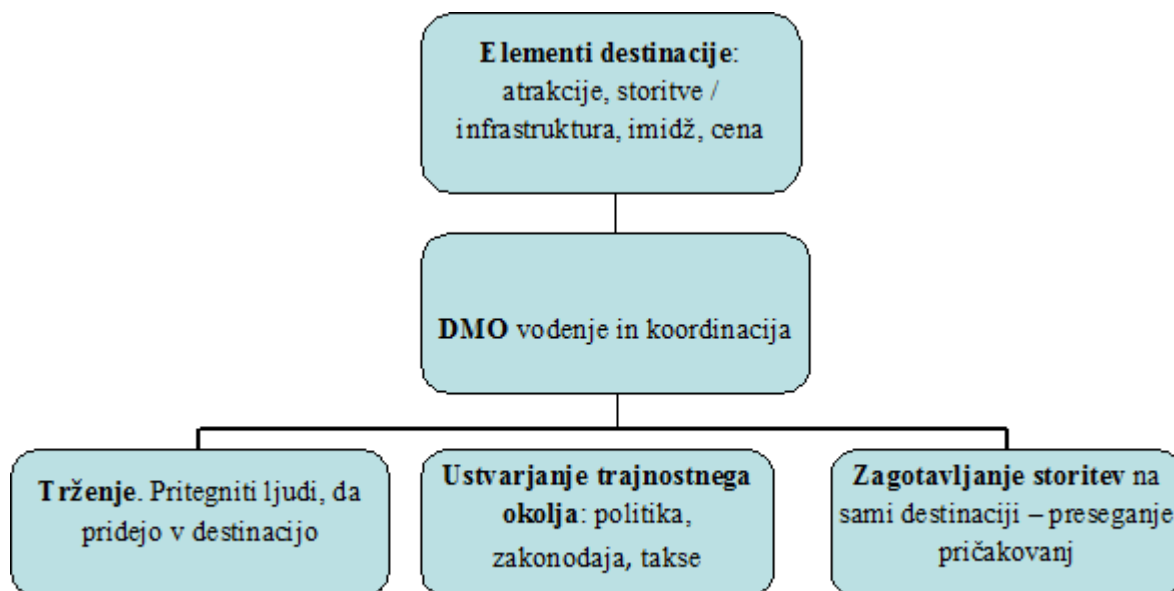 Elementi destinacije:
atrakcije, storitve /
infrastruktura, imidž, cena
DMO vodenje in koordinacija
Trženje. Pritegniti ljudi, da
pridejo v destinacijo
Ustvarjanje trajnostnega
okolja: politika,
zakonodaja, takse
Zagotavljanje storitev na
sami destinaciji – preseganje
pričakovanj